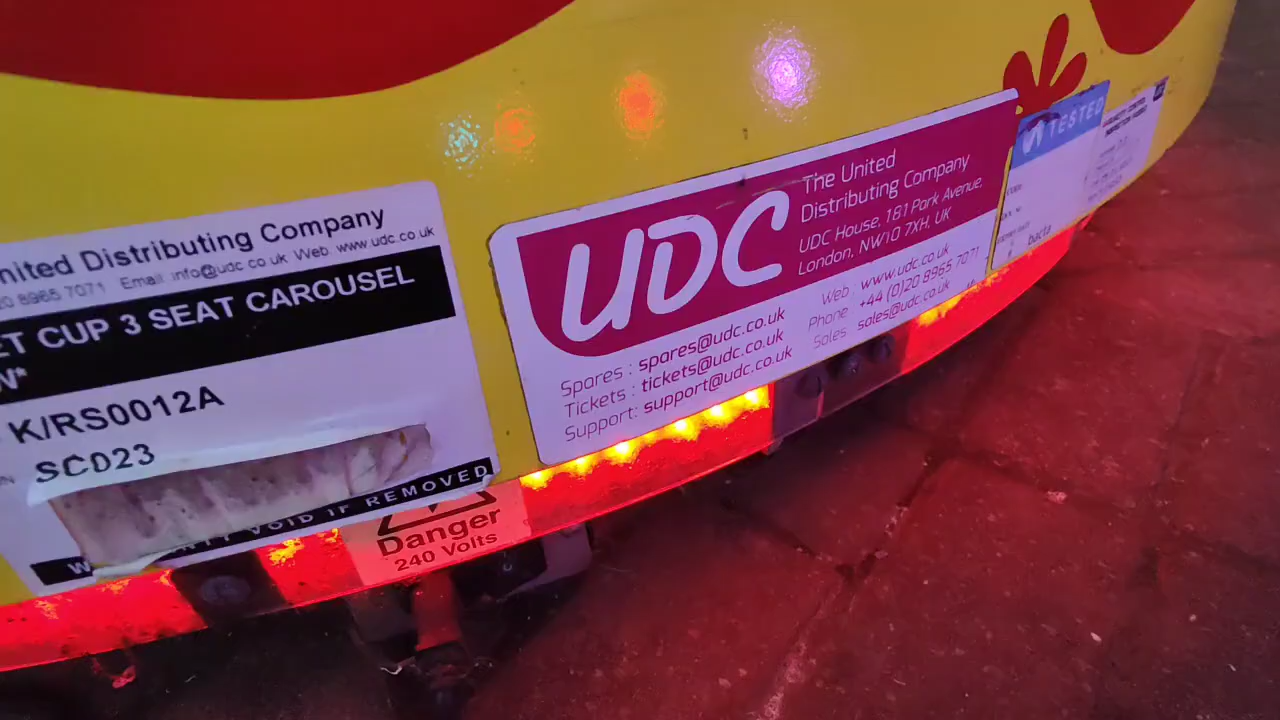 nited Distributing Company
20 8965 7071 Email info@udc.co.uk Web: www.udc.co.uk
ET CUP 3 SEAT CAROUSEL
W*
K/RS0012A
SC023
VOID IF REMOVED
Danger
240 Volts
UDC
The United
Distributing Company
UDC House, 181 Park Avenue,
London, NW10 7XH, UK
Spares : spares@udc.co.uk
Tickets : tickets@udc.co.uk
Support: support@udc.co.uk
Web : www.udc.co.uk
Phone +44 (0)20 8965 7071
Sales sales@udc.co.uk
TESTED
bacta